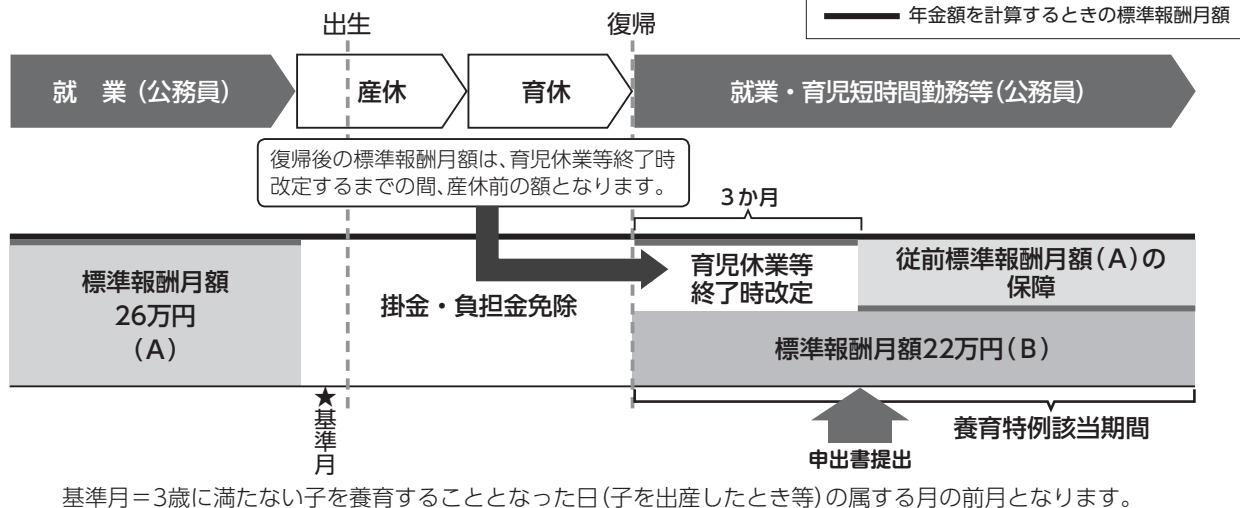 年金額を計算するときの標準報酬月額
出生
復帰
就　業（公務員）
産休
育休
就業・育児短時間勤務等（公務員）
復帰後の標準報酬月額は、育児休業等終了時
改定するまでの間、産休前の額となります。
3か月
標準報酬月額
26万円
（A）
掛金・負担金免除
育児休業等
終了時改定
従前標準報酬月額（A）の
保障
標準報酬月額22万円（B）
★基準月
養育特例該当期間
申出書提出
基準月＝3歳に満たない子を養育することとなった日（子を出産したとき等）の属する月の前月となります。